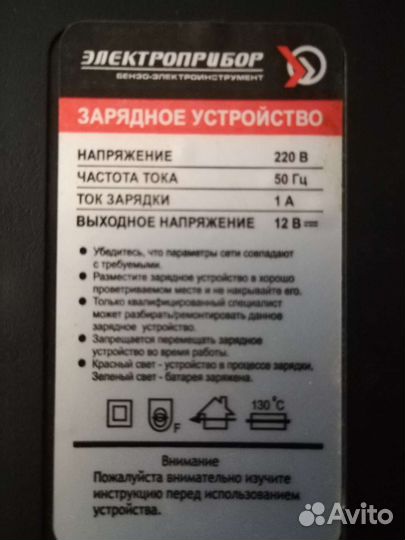 ЭЛЕКТРОПРИБОР
БЕНЗО-ЭЛЕКТРОИНСТРУМЕНТ
ЗАРЯДНОЕ УСТРОЙСТВО
НАПРЯЖЕНИЕ 220 В
ЧАСТОТА ТОКА 50 Гц
ТОК ЗАРЯДКИ 1 А
ВЫХОДНОЕ НАПРЯЖЕНИЕ 12 В
● Убедитесь, что параметры сети совпадают
с требуемыми.
● Разместите зарядное устройство в хорошо
проветриваемом месте и не накрывайте его.
● Только квалифицированный специалист
может разбирать/ремонтировать данное
зарядное устройство.
● Запрещается перемещать зарядное
устройство во время работы.
● Красный свет - устройство в процессе зарядки,
Зеленый свет - батарея заряжена.
F
130°C
Внимание
Пожалуйста внимательно изучите
инструкцию перед использованием
устройства.
Avito